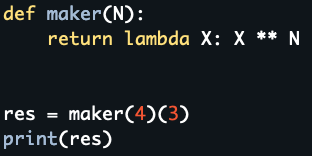 def maker(N):
    return lambda X: X ** N
res = maker(4)(3)
print(res)